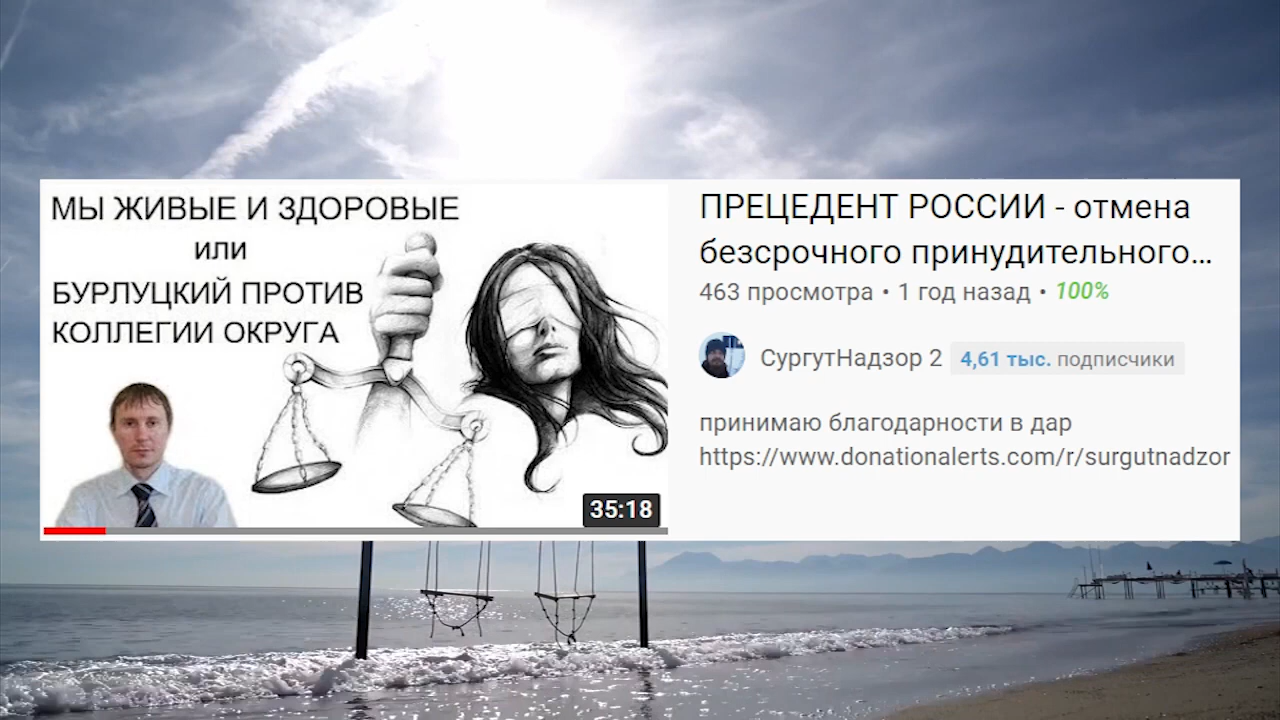 МЫ ЖИВЫЕ И ЗДОРОВЫЕ
или
БУРЛУЦКИЙ ПРОТИВ
КОЛЛЕГИИ ОКРУГА
35:18
ПРЕЦЕДЕНТ РОССИИ - отмена
безсрочного принудительного...
463 просмотра • 1 год назад • 100%
СургутНадзор 2 4,61 тыс. подписчики
принимаю благодарности в дар
https://www.donationalerts.com/r/surgutnadzor